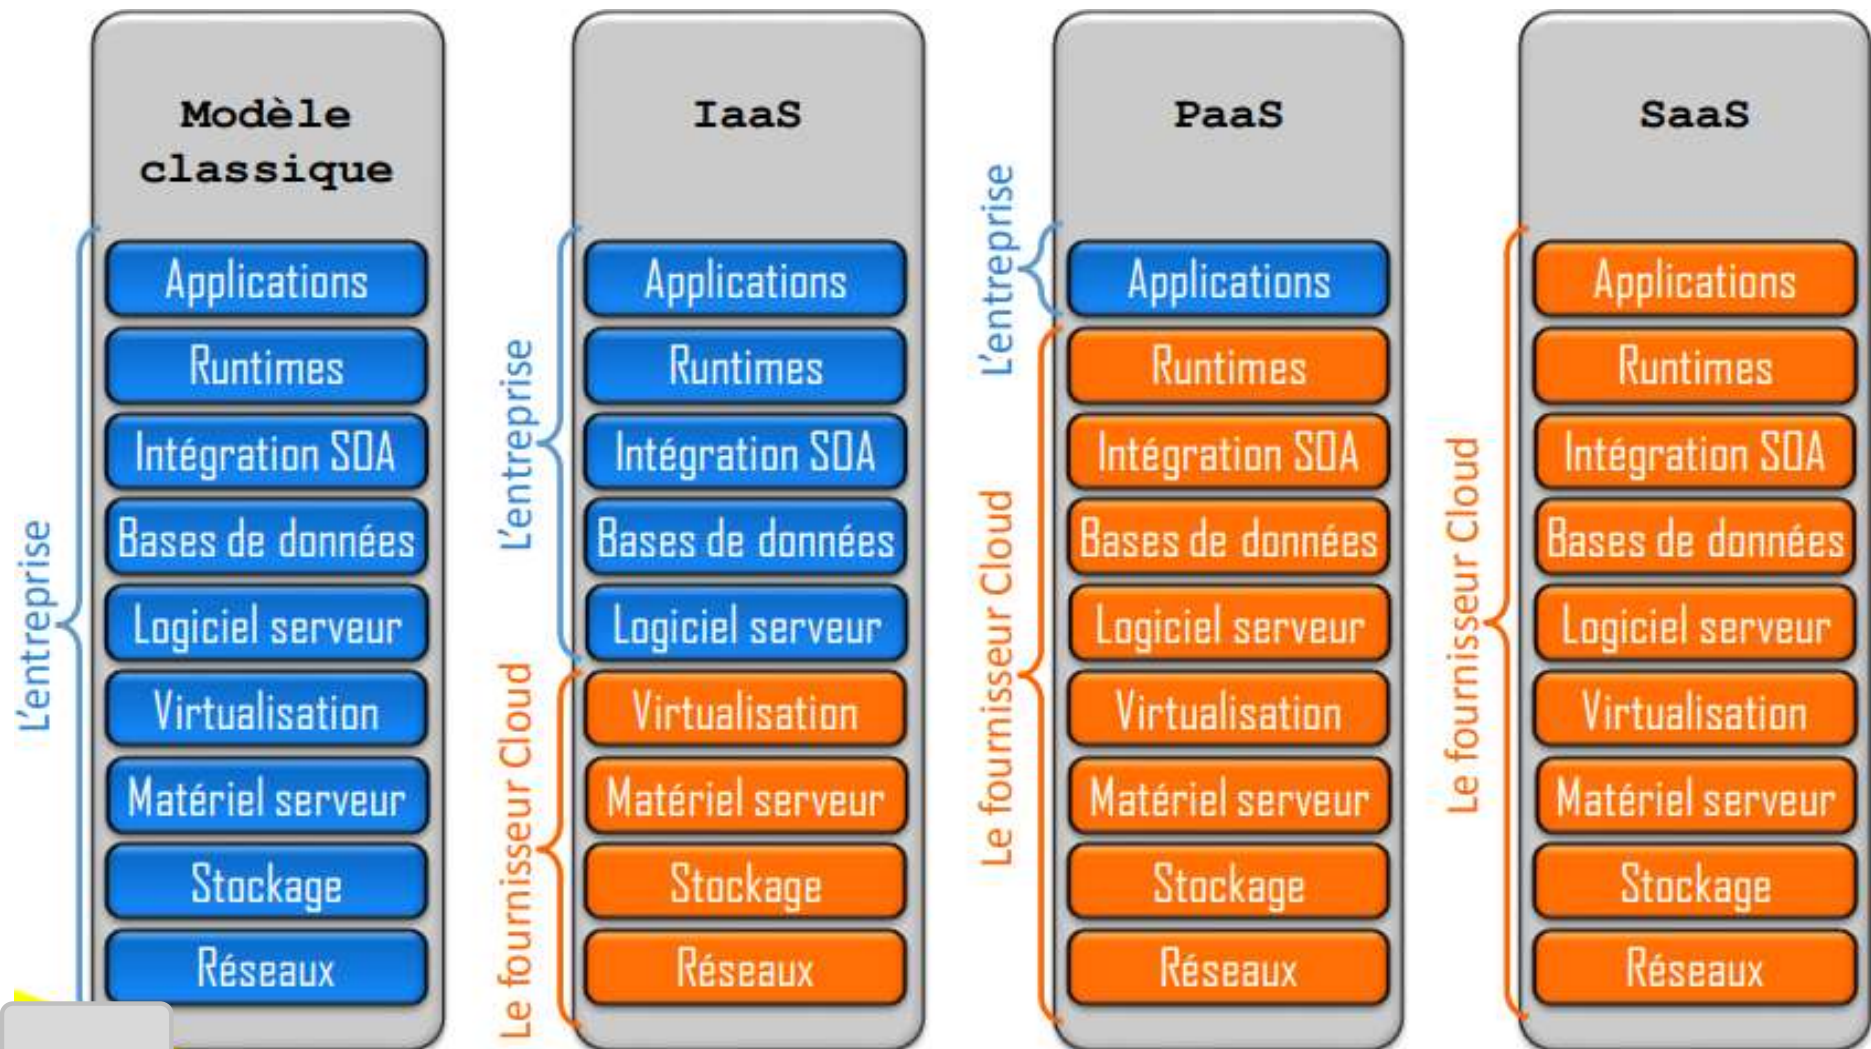 Modèle
classique
L'entreprise
Applications
Runtimes
Intégration SOA
Bases de données
Logiciel serveur
Virtualisation
Matériel serveur
Stockage
Réseaux
IaaS
L'entreprise
Le fournisseur Cloud
Applications
Runtimes
Intégration SOA
Bases de données
Logiciel serveur
Virtualisation
Matériel serveur
Stockage
Réseaux
PaaS
L'entreprise
Le fournisseur Cloud
Applications
Runtimes
Intégration SOA
Bases de données
Logiciel serveur
Virtualisation
Matériel serveur
Stockage
Réseaux
SaaS
Le fournisseur Cloud
Applications
Runtimes
Intégration SOA
Bases de données
Logiciel serveur
Virtualisation
Matériel serveur
Stockage
Réseaux